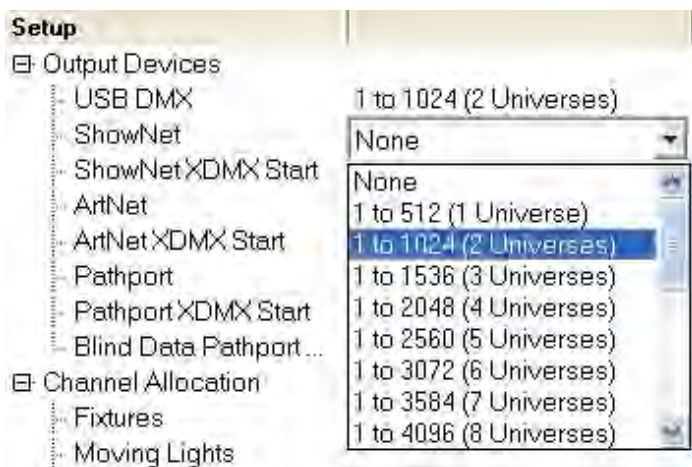 Setup
Output Devices
USB DMX 1 to 1024 (2 Universes)
ShowNet None
ShowNet XDMX Start
ArtNet
ArtNet XDMX Start
Pathport
Pathport XDMX Start
Blind Data Pathport ...
Channel Allocation
Fixtures
Moving Lights
None
1 to 512 (1 Universe)
1 to 1024 (2 Universes)
1 to 1536 (3 Universes)
1 to 2048 (4 Universes)
1 to 2560 (5 Universes)
1 to 3072 (6 Universes)
1 to 3584 (7 Universes)
1 to 4096 (8 Universes)